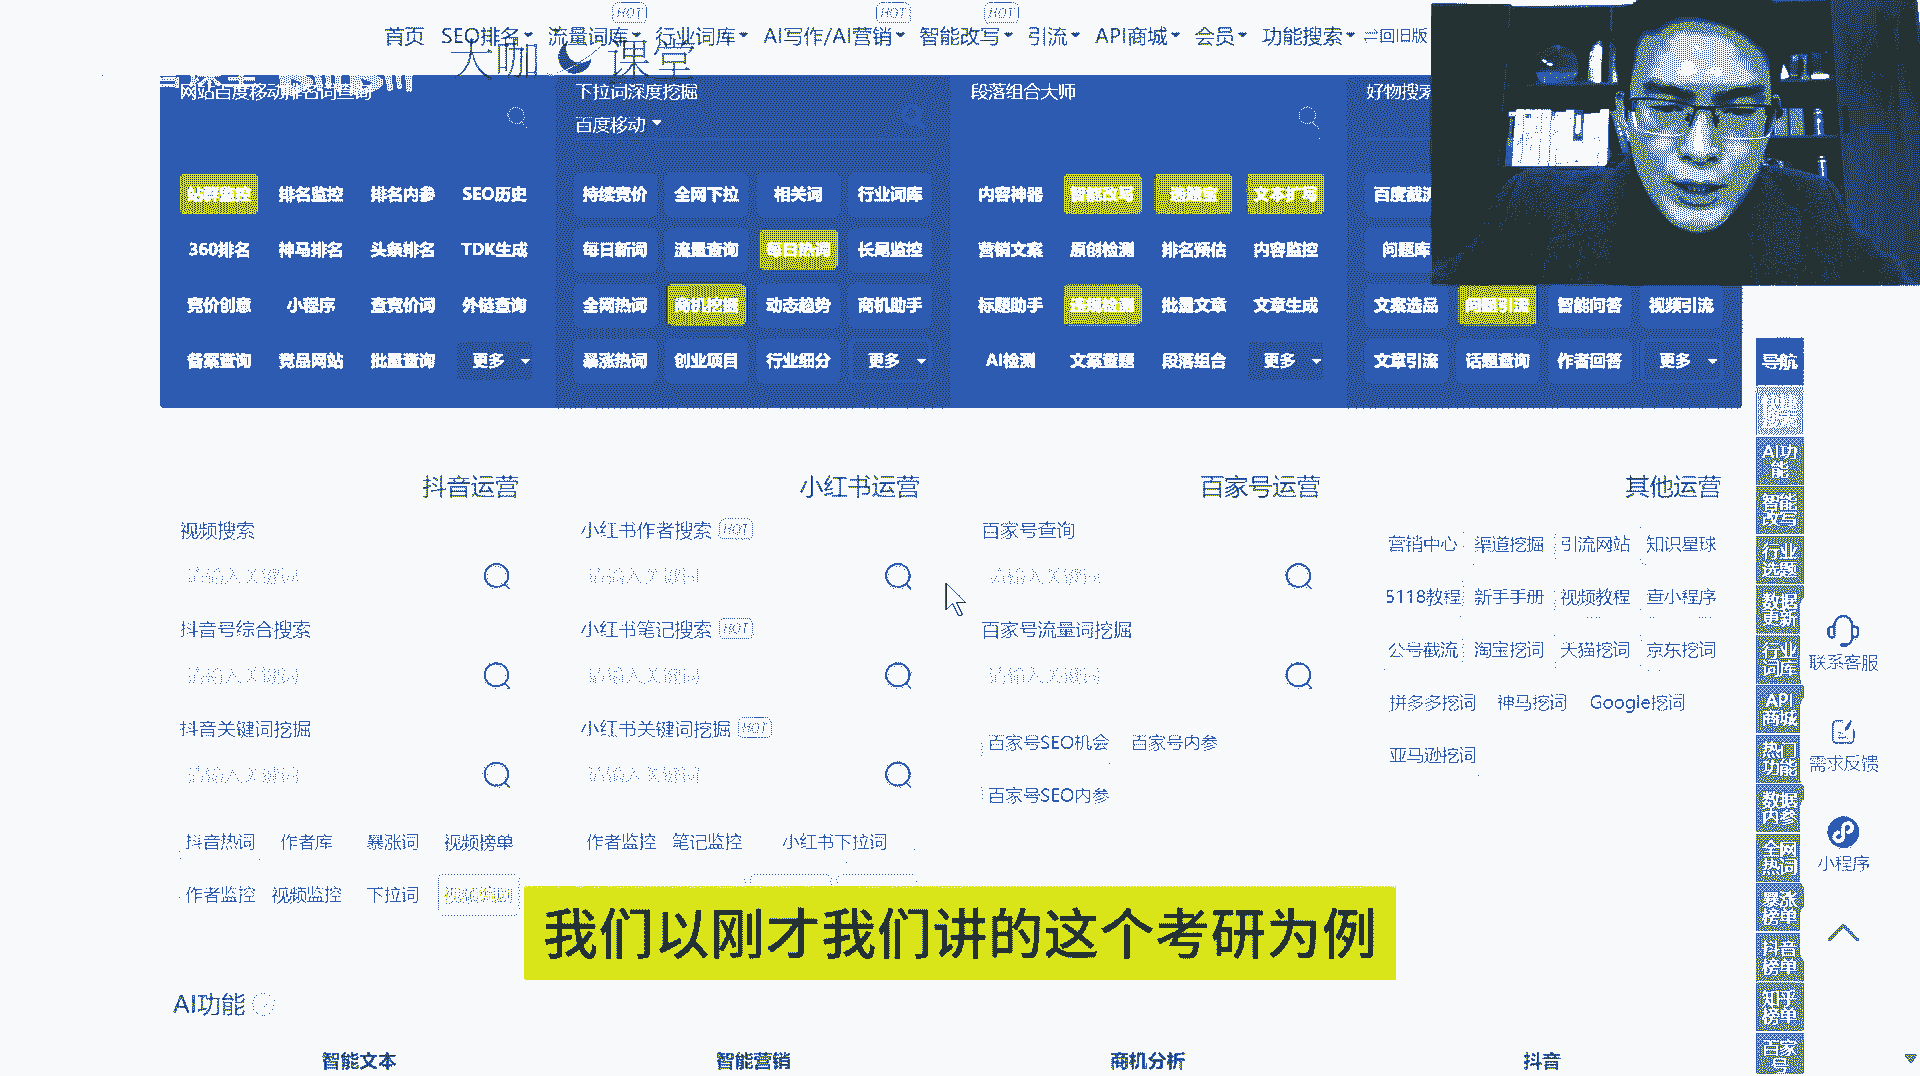 HOT HOT HOT
首页 SEO排名 流量词库 行业词库 AI写作/AI营销 智能改写 引流 API商城 会员 功能搜索 回旧版
大咖 课堂
网站百度移动排名词查询 下拉词深度挖掘 段落组合大师 好物搜索
百度移动
站群监控 排名监控 排名内参 SEO历史 持续竞价 全网下拉 相关词 行业词库 内容神器 智能改写 选题宝 文本扩写 百度截流
360排名 神马排名 头条排名 TDK生成 每日新词 流量查询 每日热词 长尾监控 营销文案 原创检测 排名预估 内容监控 问题库
竞价创意 小程序 查竞价词 外链查询 全网热词 商机挖掘 动态趋势 商机助手 标题助手 违规检测 批量文章 文章生成 文案选品 问题引流 智能问答 视频引流
备案查询 竞品网站 批量查询 更多 暴涨热词 创业项目 行业细分 更多 AI检测 文案查题 段落组合 更多 文章引流 话题查询 作者回答 更多
抖音运营 小红书运营 百家号运营 其他运营
视频搜索 小红书作者搜索 HOT 百家号查询
营销中心 渠道挖掘 引流网站 知识星球
请输入关键词 请输入关键词 请输入关键词
5118教程 新手手册 视频教程 查小程序
抖音号综合搜索 小红书笔记搜索 HOT 百家号流量词挖掘
公号截流 淘宝挖词 天猫挖词 京东挖词
请输入关键词 请输入关键词 请输入关键词
拼多多挖词 神马挖词 Google挖词
抖音关键词挖掘 小红书关键词挖掘 HOT
百家号SEO机会 百家号内参
亚马逊挖词
请输入关键词 请输入关键词
百家号SEO内参
抖音热词 作者库 暴涨词 视频榜单 作者监控 笔记监控 小红书下拉词
作者监控 视频监控 下拉词
我们以刚才我们讲的这个考研为例
AI功能
智能文本 智能营销 商机分析 抖音
导航
AI功能
智能改写
行业选题
数据更新
行业词库
API商城
热门功能
数据内参
全网热词
暴涨榜单
抖音榜单
知乎榜单
百家号
联系客服
需求反馈
小程序